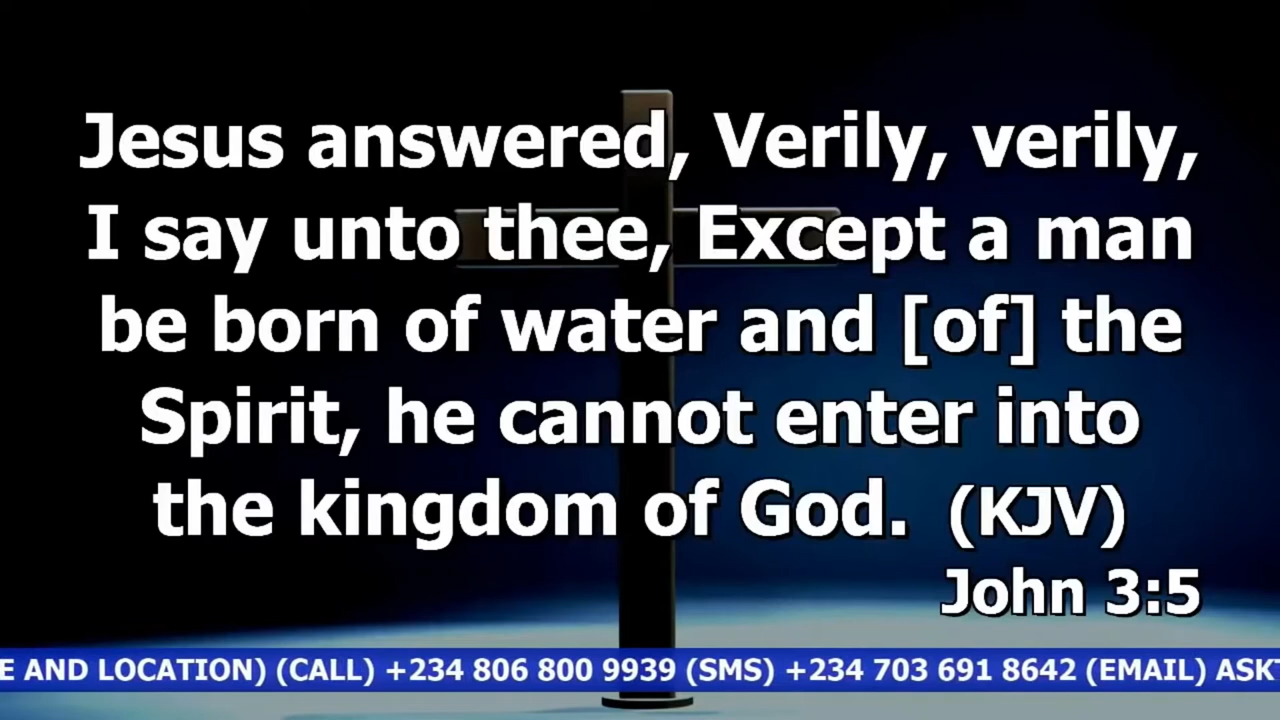 Jesus answered, Verily, verily,
I say unto thee, Except a man
be born of water and [of] the
Spirit, he cannot enter into
the kingdom of God. (KJV)
John 3:5
E AND LOCATION) (CALL) +234 806 800 9939 (SMS) +234 703 691 8642 (EMAIL) ASK